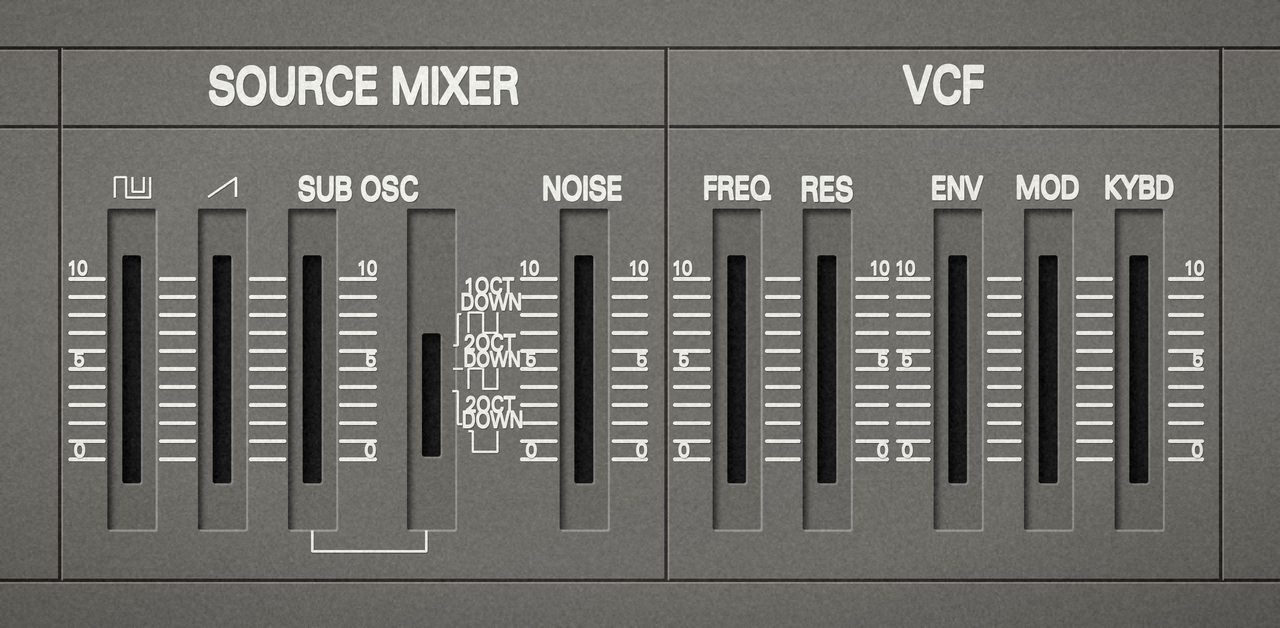 SOURCE MIXER
VCF
SUB OSC NOISE
FREQ RES ENV MOD KYBD
10 10 10 10 10 10 10 10
1OCT
DOWN
2OCT
DOWN
5 5 5 5 5 5 5 5
2OCT
DOWN
0 0 0 0 0 0 0 0